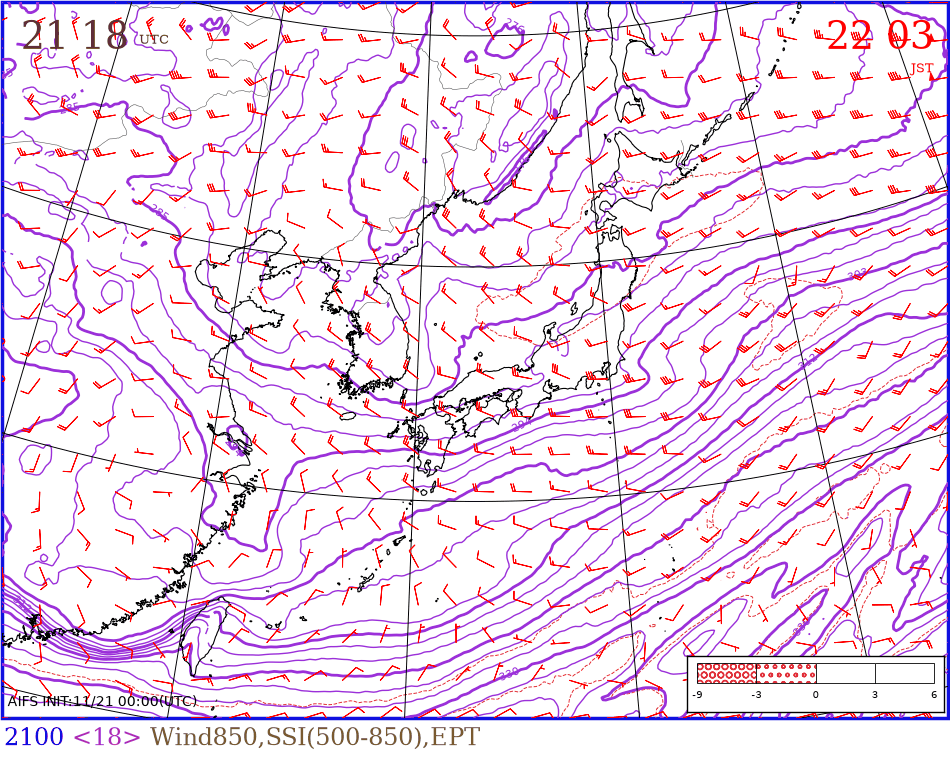 21 18 UTC
22 03
JST
AIFS INIT:11/21 00:00(UTC)
-9 -3 0 3 6
2100 <18> Wind850,SSI(500-850),EPT